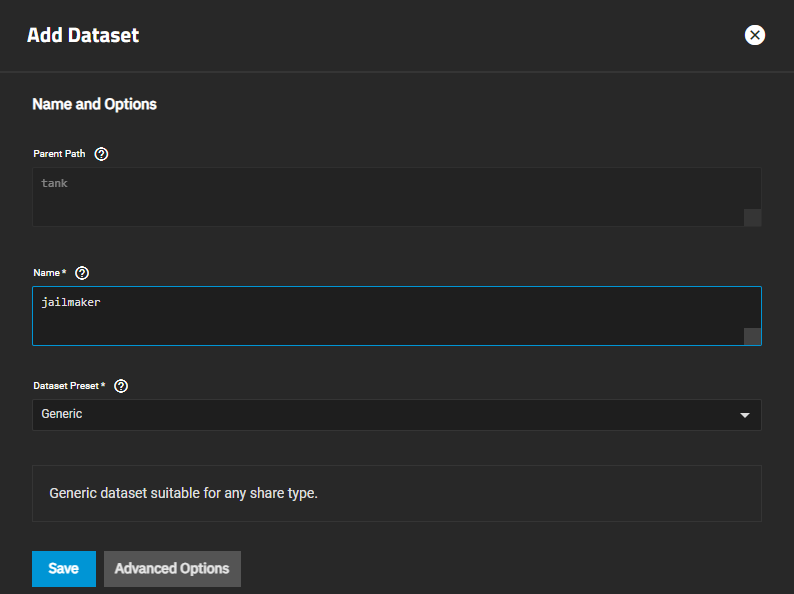 Add Dataset
Name and Options
Parent Path
tank
Name*
jailmaker
Dataset Preset*
Generic
Generic dataset suitable for any share type.
Save Advanced Options